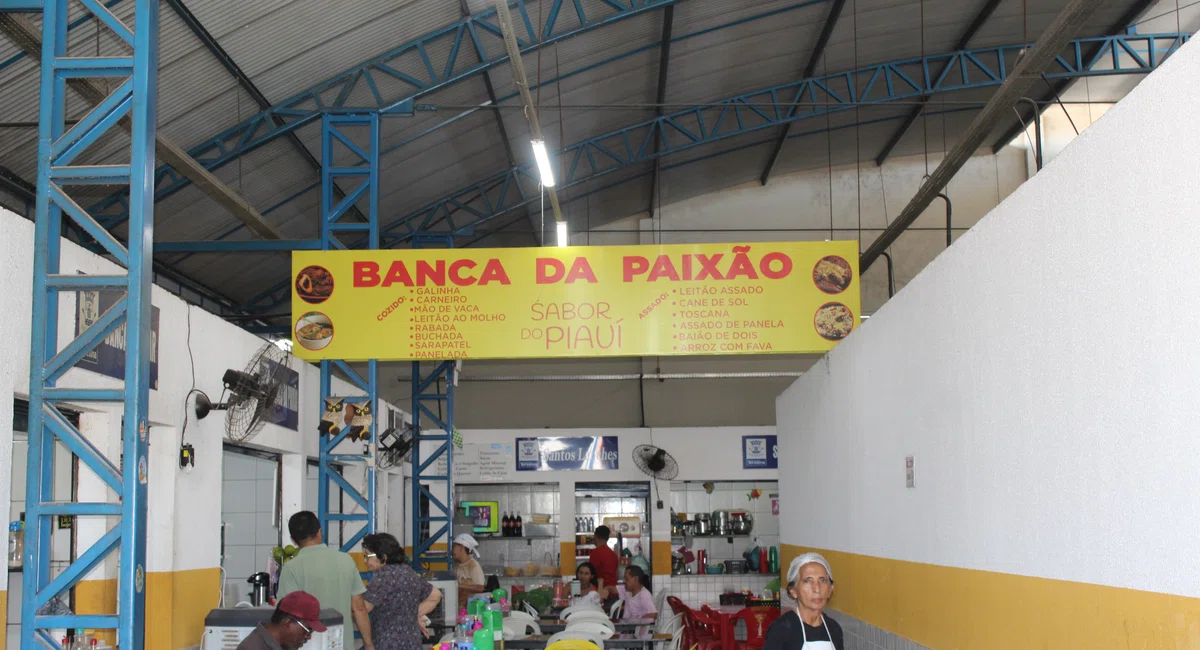 BANCA DA PAIXÃO
COZIDO:
• GALINHA
• CARNEIRO
• MÃO DE VACA
• LEITÃO AO MOLHO
• RABADA
• BUCHADA
• SARAPATEL
• PANELADA
SABOR
DO PIAUÍ
ASSADO:
• LEITÃO ASSADO
• CANE DE SOL
• TOSCANA
• ASSADO DE PANELA
• BAIÃO DE DOIS
• ARROZ COM FAVA
Santos Lanches